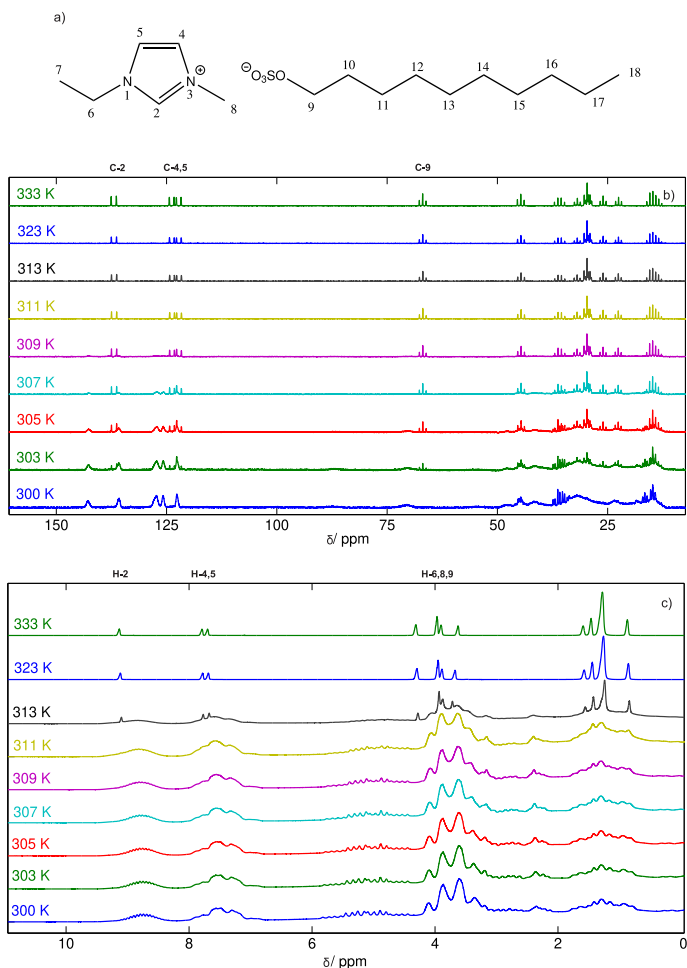 a)
5 4
7 10 12 14 16 18
N N ⊕ ⊖ O₃SO
1 3
6 2 8 9 11 13 15 17
C-2 C-4,5 C-9
b)
333 K
323 K
313 K
311 K
309 K
307 K
305 K
303 K
300 K
150 125 100 75 50 25
δ/ ppm
H-2 H-4,5 H-6,8,9
c)
333 K
323 K
313 K
311 K
309 K
307 K
305 K
303 K
300 K
10 8 6 4 2 0
δ/ ppm